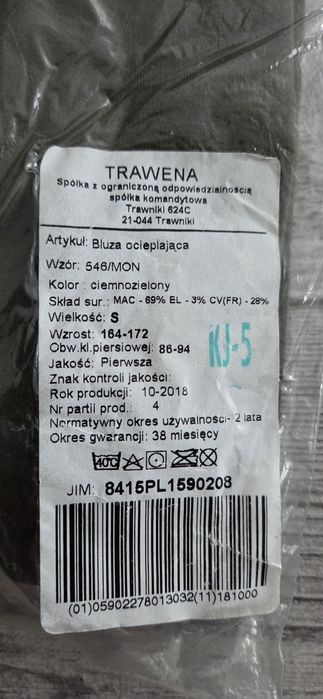 TRAWENA
Spółka z ograniczoną odpowiedzialnością
spółka komandytowa
Trawniki 624C
21-044 Trawniki
Artykuł: Bluza ocieplająca
Wzór: 546/MON
Kolor : ciemnozielony
Skład sur.: MAC - 69% EL - 3% CV(FR) - 28%
Wielkość: S
Wzrost: 164-172
Obw.kl.piersiowej: 86-94
KJ-5
Jakość: Pierwsza
Znak kontroli jakości:
Rok produkcji: 10-2018
Nr partii prod.: 4
Normatywny okres używalności- 2 lata
Okres gwarancji: 38 miesięcy
40
JIM: 8415PL1590208
(01)05902278013032(11)181000